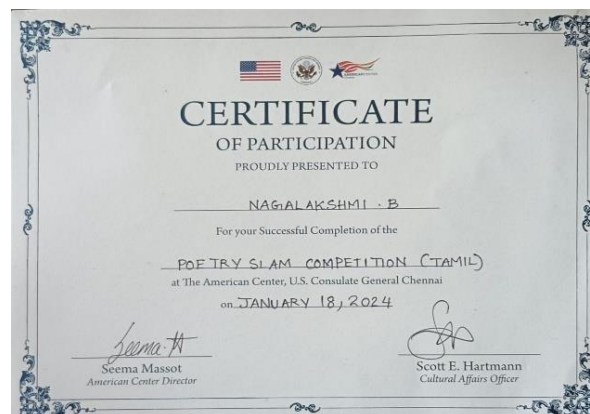 CERTIFICATE
OF PARTICIPATION
PROUDLY PRESENTED TO
NAGALAKSHMI . B
For your Successful Completion of the
POETRY SLAM COMPETITION (TAMIL)
at The American Center, U.S. Consulate General Chennai
on JANUARY 18, 2024
Seema Massot
American Center Director
Scott E. Hartmann
Cultural Affairs Officer